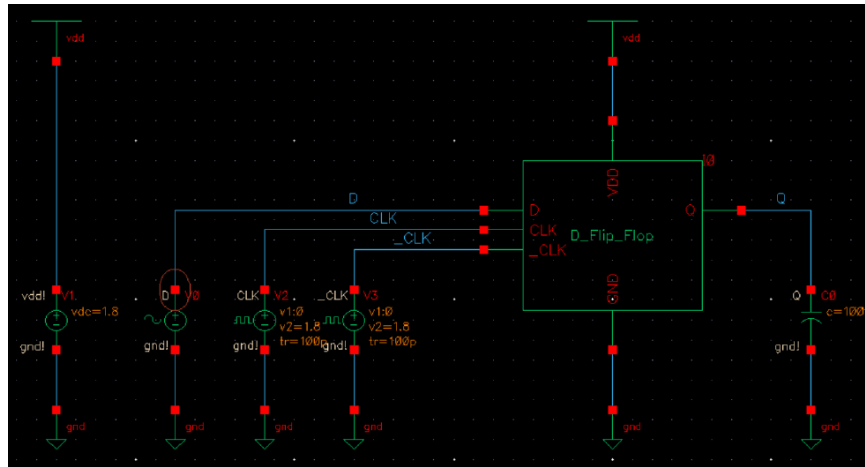 vdd
vdd
I0
VDD
D
Q
D
CLK
D_Flip_Flop
CLK
_CLK
_CLK
GND
vdd!
V1
D
V0
CLK
V2
_CLK
V3
Q
C0
vdc=1.8
v1:0
v1:0
c=100
v2=1.8
v2=1.8
gnd!
gnd!
gnd!
tr=100p
gnd!
tr=100p
gnd!
gnd
gnd
gnd
gnd
gnd
gnd